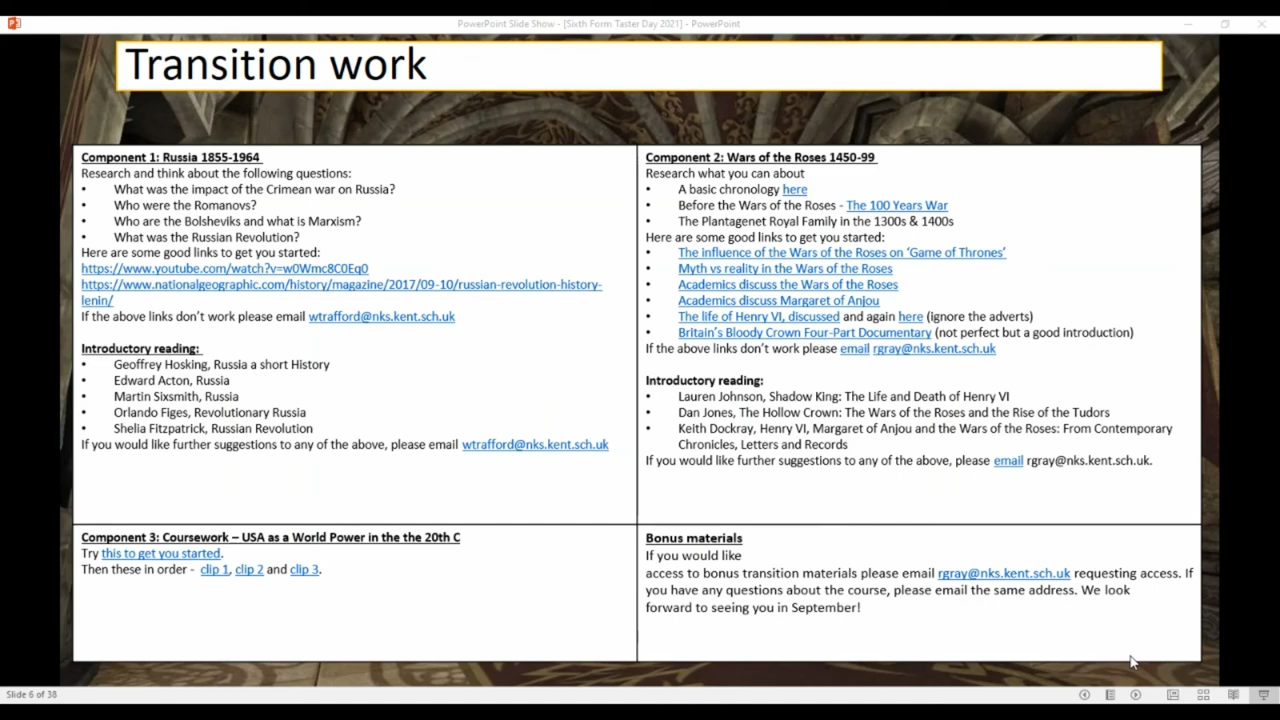 PowerPoint Slide Show - [Sixth Form Taster Day 2021] - PowerPoint
Transition work
Component 1: Russia 1855-1964
Research and think about the following questions:
• What was the impact of the Crimean war on Russia?
• Who were the Romanovs?
• Who are the Bolsheviks and what is Marxism?
• What was the Russian Revolution?
Here are some good links to get you started:
https://www.youtube.com/watch?v=w0Wmc8C0Eq0
https://www.nationalgeographic.com/history/magazine/2017/09-10/russian-revolution-history-
lenin/
If the above links don't work please email wtrafford@nks.kent.sch.uk
Introductory reading:
• Geoffrey Hosking, Russia a short History
• Edward Acton, Russia
• Martin Sixsmith, Russia
• Orlando Figes, Revolutionary Russia
• Shelia Fitzpatrick, Russian Revolution
If you would like further suggestions to any of the above, please email wtrafford@nks.kent.sch.uk
Component 2: Wars of the Roses 1450-99
Research what you can about
• A basic chronology here
• Before the Wars of the Roses - The 100 Years War
• The Plantagenet Royal Family in the 1300s & 1400s
Here are some good links to get you started:
• The influence of the Wars of the Roses on 'Game of Thrones'
• Myth vs reality in the Wars of the Roses
• Academics discuss the Wars of the Roses
• Academics discuss Margaret of Anjou
• The life of Henry VI, discussed and again here (ignore the adverts)
• Britain's Bloody Crown Four-Part Documentary (not perfect but a good introduction)
If the above links don't work please email rgray@nks.kent.sch.uk
Introductory reading:
• Lauren Johnson, Shadow King: The Life and Death of Henry VI
• Dan Jones, The Hollow Crown: The Wars of the Roses and the Rise of the Tudors
• Keith Dockray, Henry VI, Margaret of Anjou and the Wars of the Roses: From Contemporary
Chronicles, Letters and Records
If you would like further suggestions to any of the above, please email rgray@nks.kent.sch.uk.
Component 3: Coursework – USA as a World Power in the the 20th C
Try this to get you started.
Then these in order - clip 1, clip 2 and clip 3.
Bonus materials
If you would like
access to bonus transition materials please email rgray@nks.kent.sch.uk requesting access. If
you have any questions about the course, please email the same address. We look
forward to seeing you in September!
Slide 6 of 38